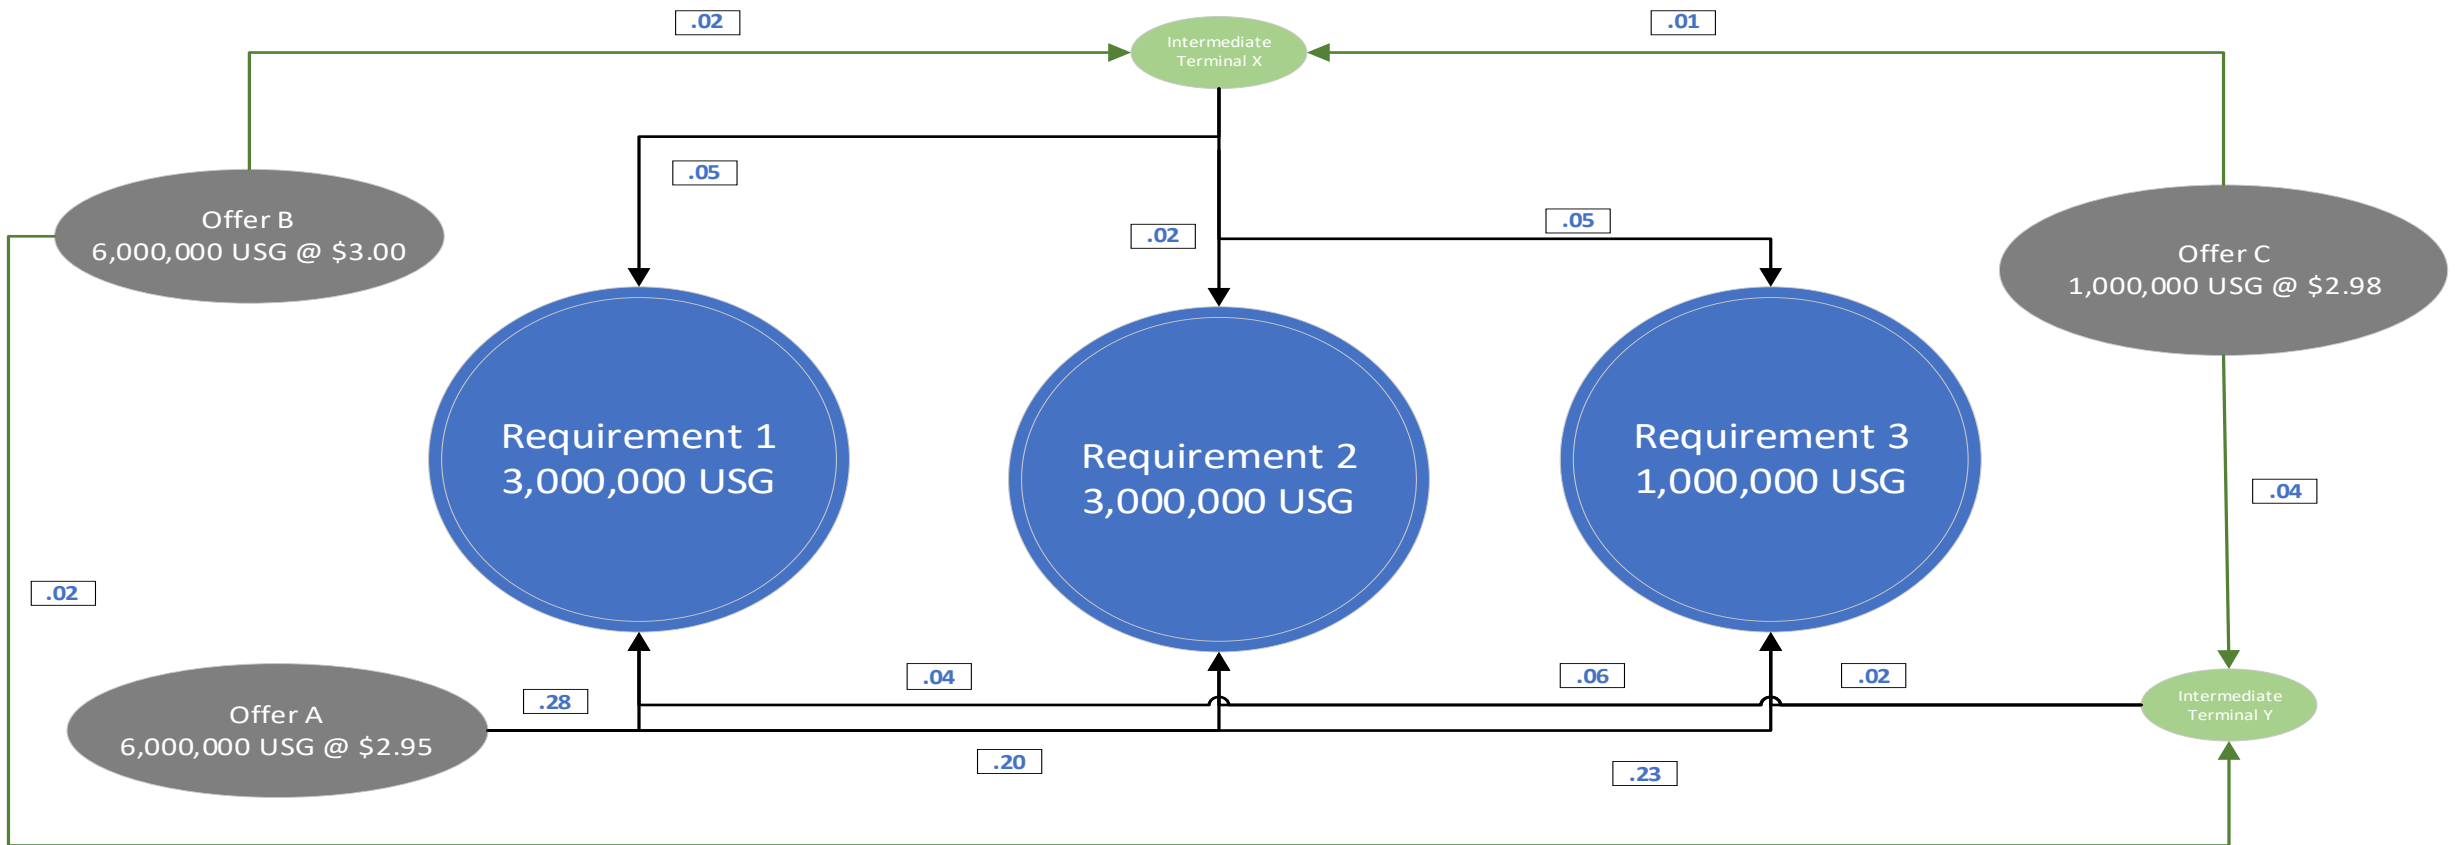 .02
.01
Intermediate
Terminal X
.05
.02
.05
Offer B
6,000,000 USG @ $3.00
Offer C
1,000,000 USG @ $2.98
Requirement 1
3,000,000 USG
Requirement 2
3,000,000 USG
Requirement 3
1,000,000 USG
.04
.02
.04
.06
.02
.28
Intermediate
Terminal Y
Offer A
6,000,000 USG @ $2.95
.20
.23